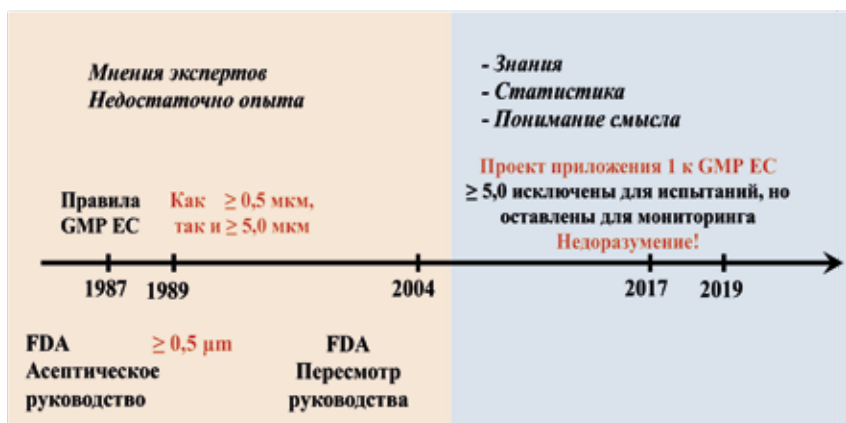 Мнения экспертов
Недостаточно опыта
- Знания
- Статистика
- Понимание смысла
Проект приложения 1 к GMP ЕС
≥ 5,0 исключены для испытаний, но
оставлены для мониторинга
Недоразумение!
Правила
GMP ЕС
Как ≥ 0,5 мкм,
так и ≥ 5,0 мкм
1987
1989
2004
2017
2019
FDA
Асептическое
руководство
≥ 0,5 μm
FDA
Пересмотр
руководства